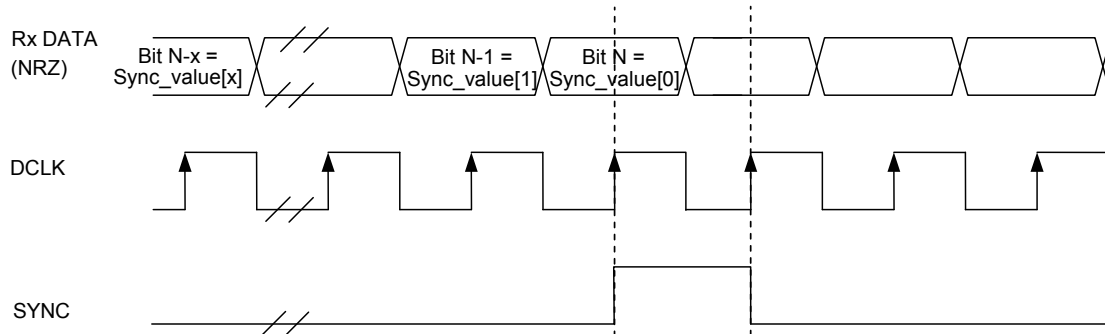 Rx DATA
(NRZ)
Bit N-x =
Sync_value[x]
Bit N-1 =
Sync_value[1]
Bit N =
Sync_value[0]
DCLK
SYNC